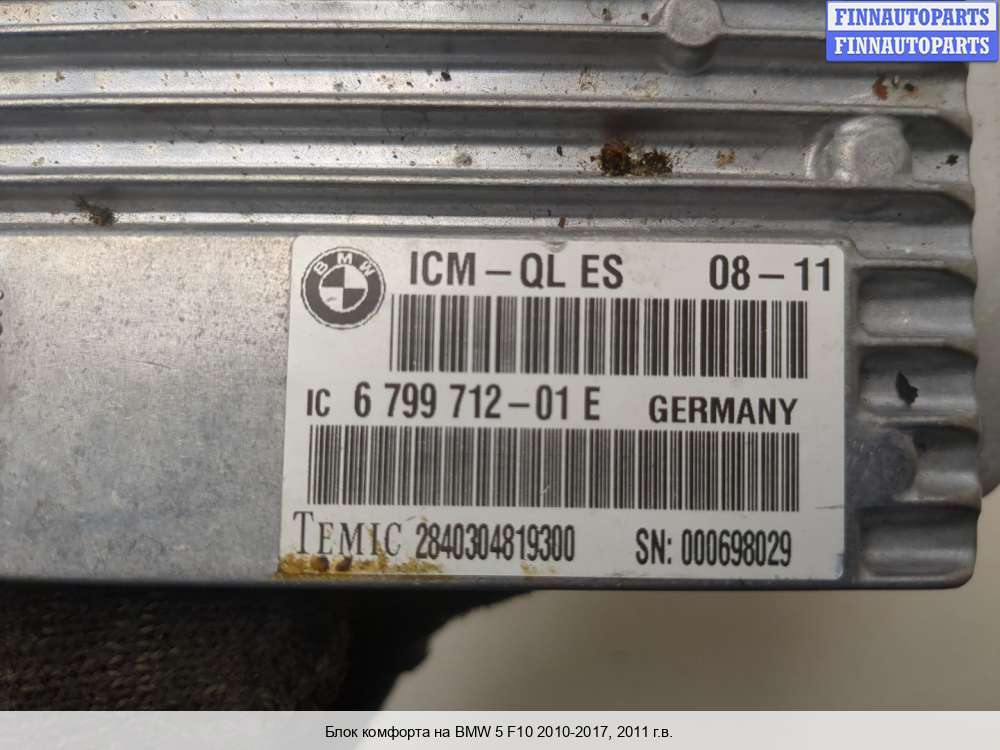 FINNAUTOPARTS
FINNAUTOPARTS
BMW
ICM – QL ES 08 – 11
IC 6 799 712 – 01 E GERMANY
TEMIC 2840304819300 SN: 000698029
Блок комфорта на BMW 5 F10 2010-2017, 2011 г.в.